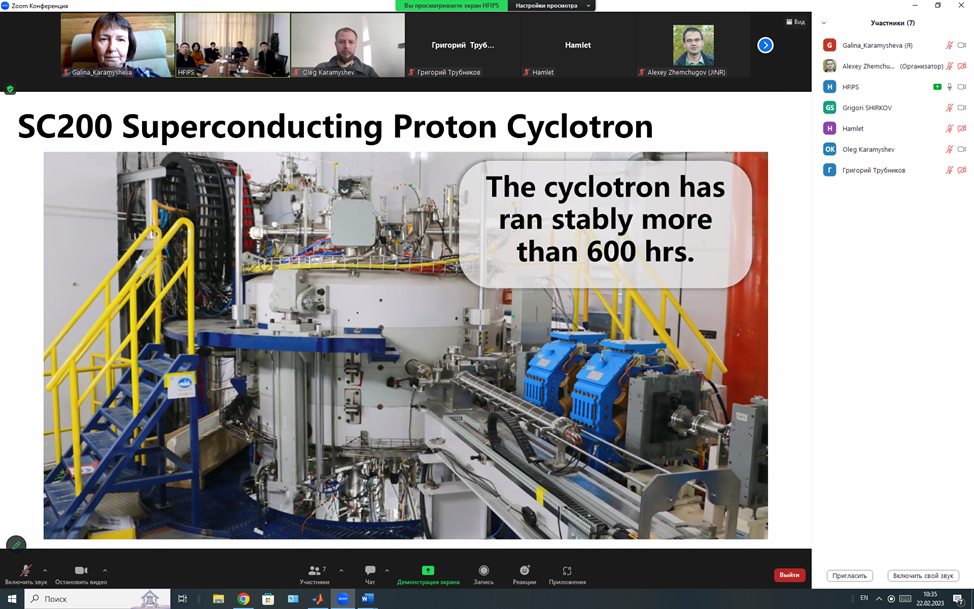 Zoom Конференция
Вы просматриваете экран HFIPS
Настройки просмотра
Вид
Galina_Karamysheva
HFIPS
Oleg Karamyshev
Григорий Труб...
Григорий Трубников
Hamlet
Hamlet
Alexey Zhemchugov (JINR)
SC200 Superconducting Proton Cyclotron
The cyclotron has
ran stably more
than 600 hrs.
Участники (7)
G Galina_Karamysheva (Я)
Alexey Zhemchu... (Организатор)
H HFIPS
GS Grigori SHIRKOV
H Hamlet
OK Oleg Karamyshev
Г Григорий Трубников
Включить звук
Остановить видео
7
Участники
Чат
Демонстрация экрана
Запись
Реакции
Приложения
Выйти
Пригласить
Включить свой звук
Поиск
EN
10:35
22.02.2023